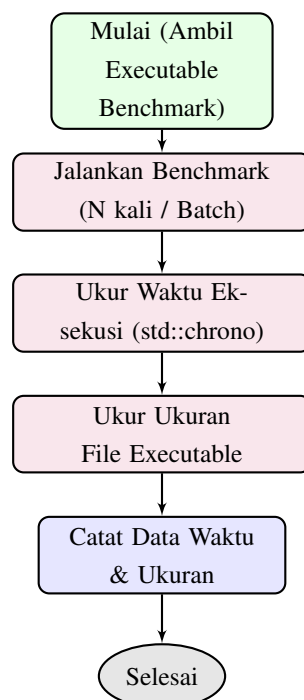 Mulai (Ambil
Executable
Benchmark)
Jalankan Benchmark
(N kali / Batch)
Ukur Waktu Ek-
sekusi (std::chrono)
Ukur Ukuran
File Executable
Catat Data Waktu
& Ukuran
Selesai